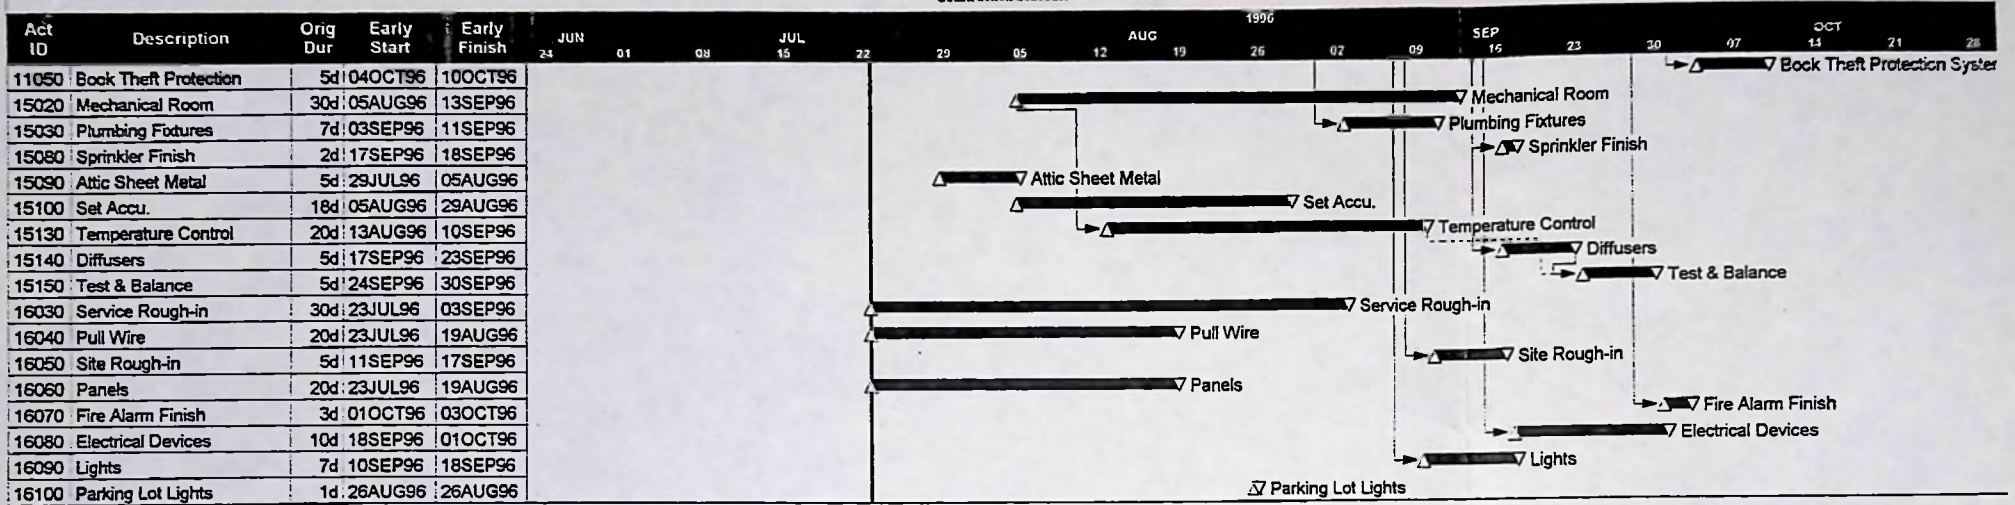 1996
Act ID Description Orig Dur Early Start Early Finish JUN JUL AUG SEP OCT
24 01 08 15 22 29 05 12 19 26 07 09 15 23 30 07 14 21 28
11050 Book Theft Protection 5d 04OCT96 10OCT96 Book Theft Protection Syster
15020 Mechanical Room 30d 05AUG96 13SEP96 Mechanical Room
15030 Plumbing Fixtures 7d 03SEP96 11SEP96 Plumbing Fixtures
15080 Sprinkler Finish 2d 17SEP96 18SEP96 Sprinkler Finish
15090 Attic Sheet Metal 5d 29JUL96 05AUG96 Attic Sheet Metal
15100 Set Accu. 18d 05AUG96 29AUG96 Set Accu.
15130 Temperature Control 20d 13AUG96 10SEP96 Temperature Control
15140 Diffusers 5d 17SEP96 23SEP96 Diffusers
15150 Test & Balance 5d 24SEP96 30SEP96 Test & Balance
16030 Service Rough-in 30d 23JUL96 03SEP96 Service Rough-in
16040 Pull Wire 20d 23JUL96 19AUG96 Pull Wire
16050 Site Rough-in 5d 11SEP96 17SEP96 Site Rough-in
16060 Panels 20d 23JUL96 19AUG96 Panels
16070 Fire Alarm Finish 3d 01OCT96 03OCT96 Fire Alarm Finish
16080 Electrical Devices 10d 18SEP96 01OCT96 Electrical Devices
16090 Lights 7d 10SEP96 18SEP96 Lights
16100 Parking Lot Lights 1d 26AUG96 26AUG96 Parking Lot Lights